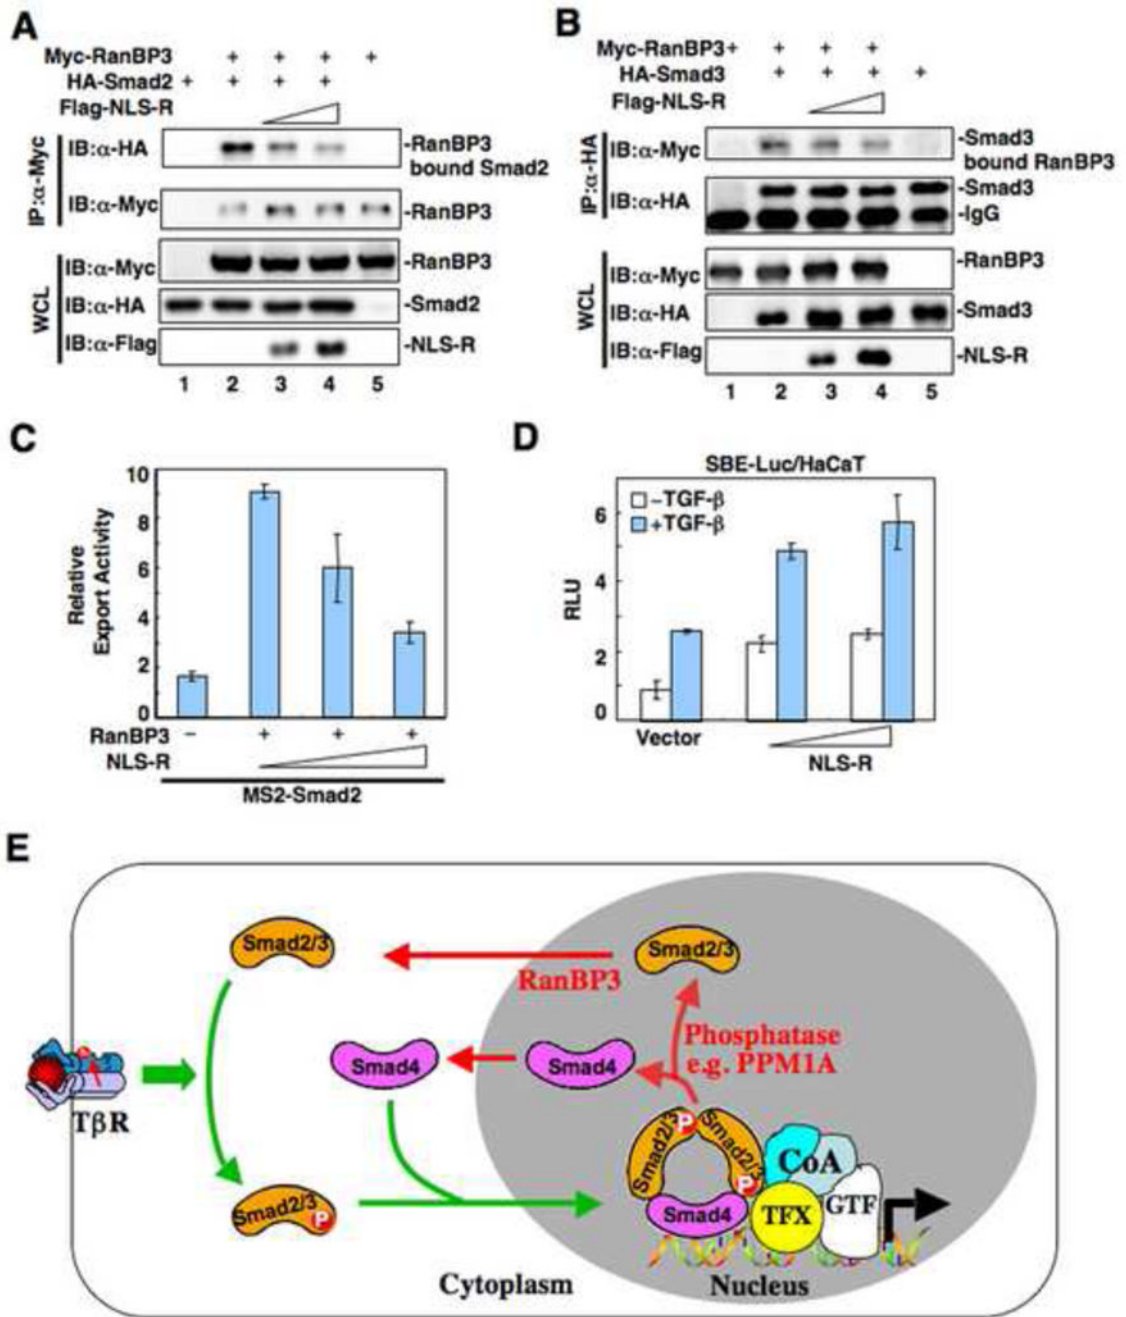 A
Myc-RanBP3 + + + +
HA-Smad2 + + + +
Flag-NLS-R
IP:α-Myc
IB:α-HA
-RanBP3
bound Smad2
IB:α-Myc
-RanBP3
WCL
IB:α-Myc
-RanBP3
IB:α-HA
-Smad2
IB:α-Flag
-NLS-R
1 2 3 4 5
B
Myc-RanBP3+ + + +
HA-Smad3 + + + +
Flag-NLS-R
IP:α-HA
IB:α-Myc
-Smad3
bound RanBP3
IB:α-HA
-Smad3
-IgG
WCL
IB:α-Myc
-RanBP3
IB:α-HA
-Smad3
IB:α-Flag
-NLS-R
1 2 3 4 5
C
Relative
Export Activity
10
8
6
4
2
0
RanBP3 − + + +
NLS-R
MS2-Smad2
D
SBE-Luc/HaCaT
−TGF-β
+TGF-β
RLU
6
4
2
0
Vector
NLS-R
E
Smad2/3
Smad2/3
RanBP3
Phosphatase
e.g. PPM1A
Smad4
Smad4
TβR
Smad2/3
P
Smad2/3
P
Smad2/3
P
Smad4
CoA
TFX
GTF
Cytoplasm
Nucleus